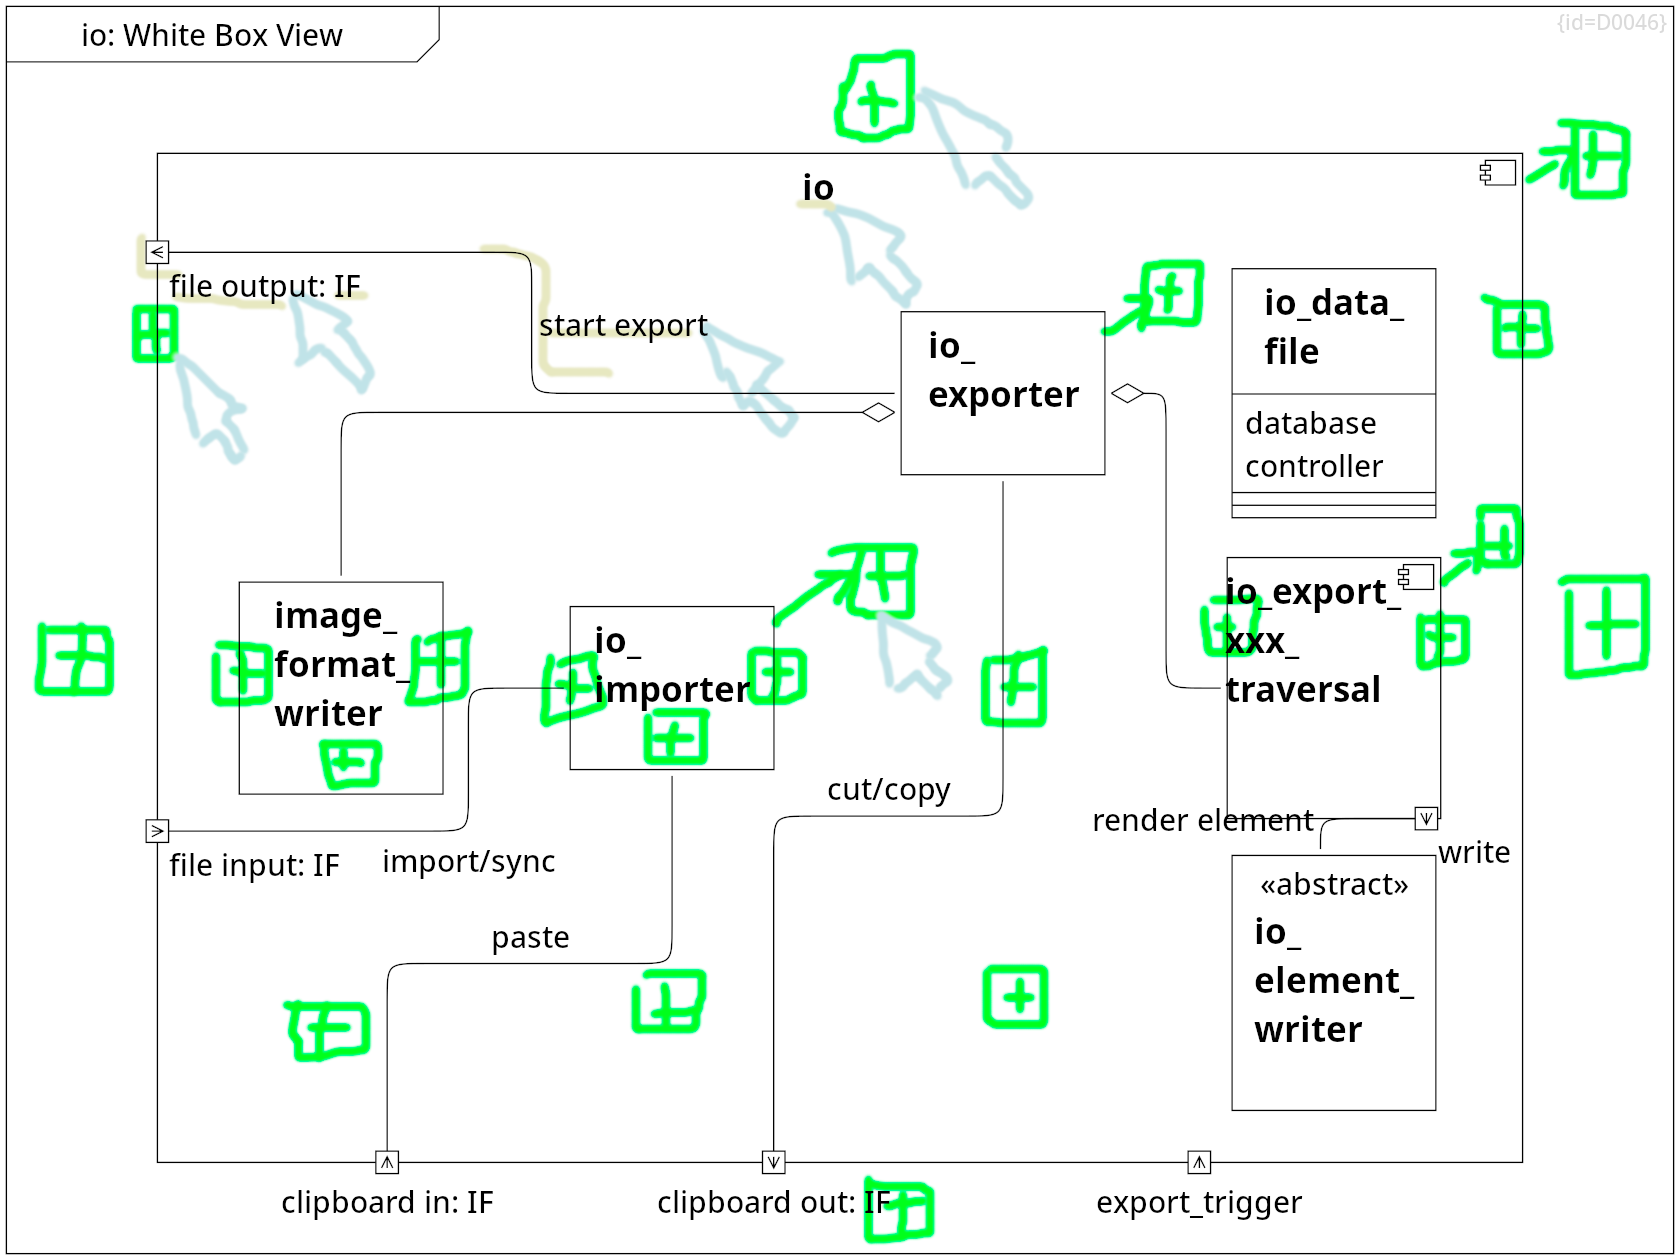 io: White Box View
{id=D0046}
io
file output: IF
start export
io_
exporter
io_data_
file
database
controller
image_
format_
writer
io_
importer
io_export_
xxx_
traversal
cut/copy
render element
write
file input: IF
import/sync
«abstract»
io_
element_
writer
paste
clipboard in: IF
clipboard out: IF
export_trigger